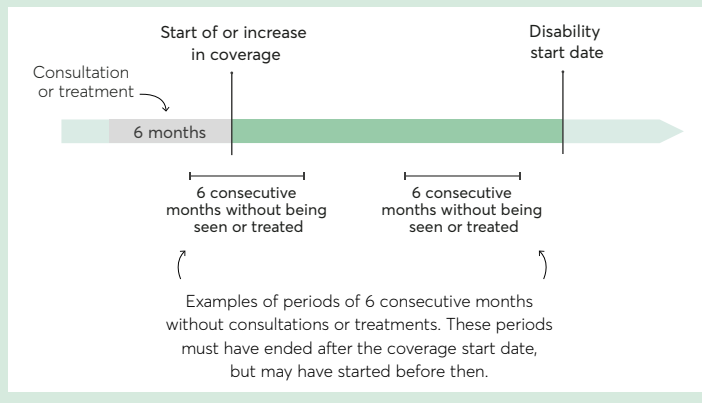 Start of or increase
in coverage
Disability
start date
Consultation
or treatment
6 months
6 consecutive
months without being
seen or treated
6 consecutive
months without being
seen or treated
Examples of periods of 6 consecutive months
without consultations or treatments. These periods
must have ended after the coverage start date,
but may have started before then.